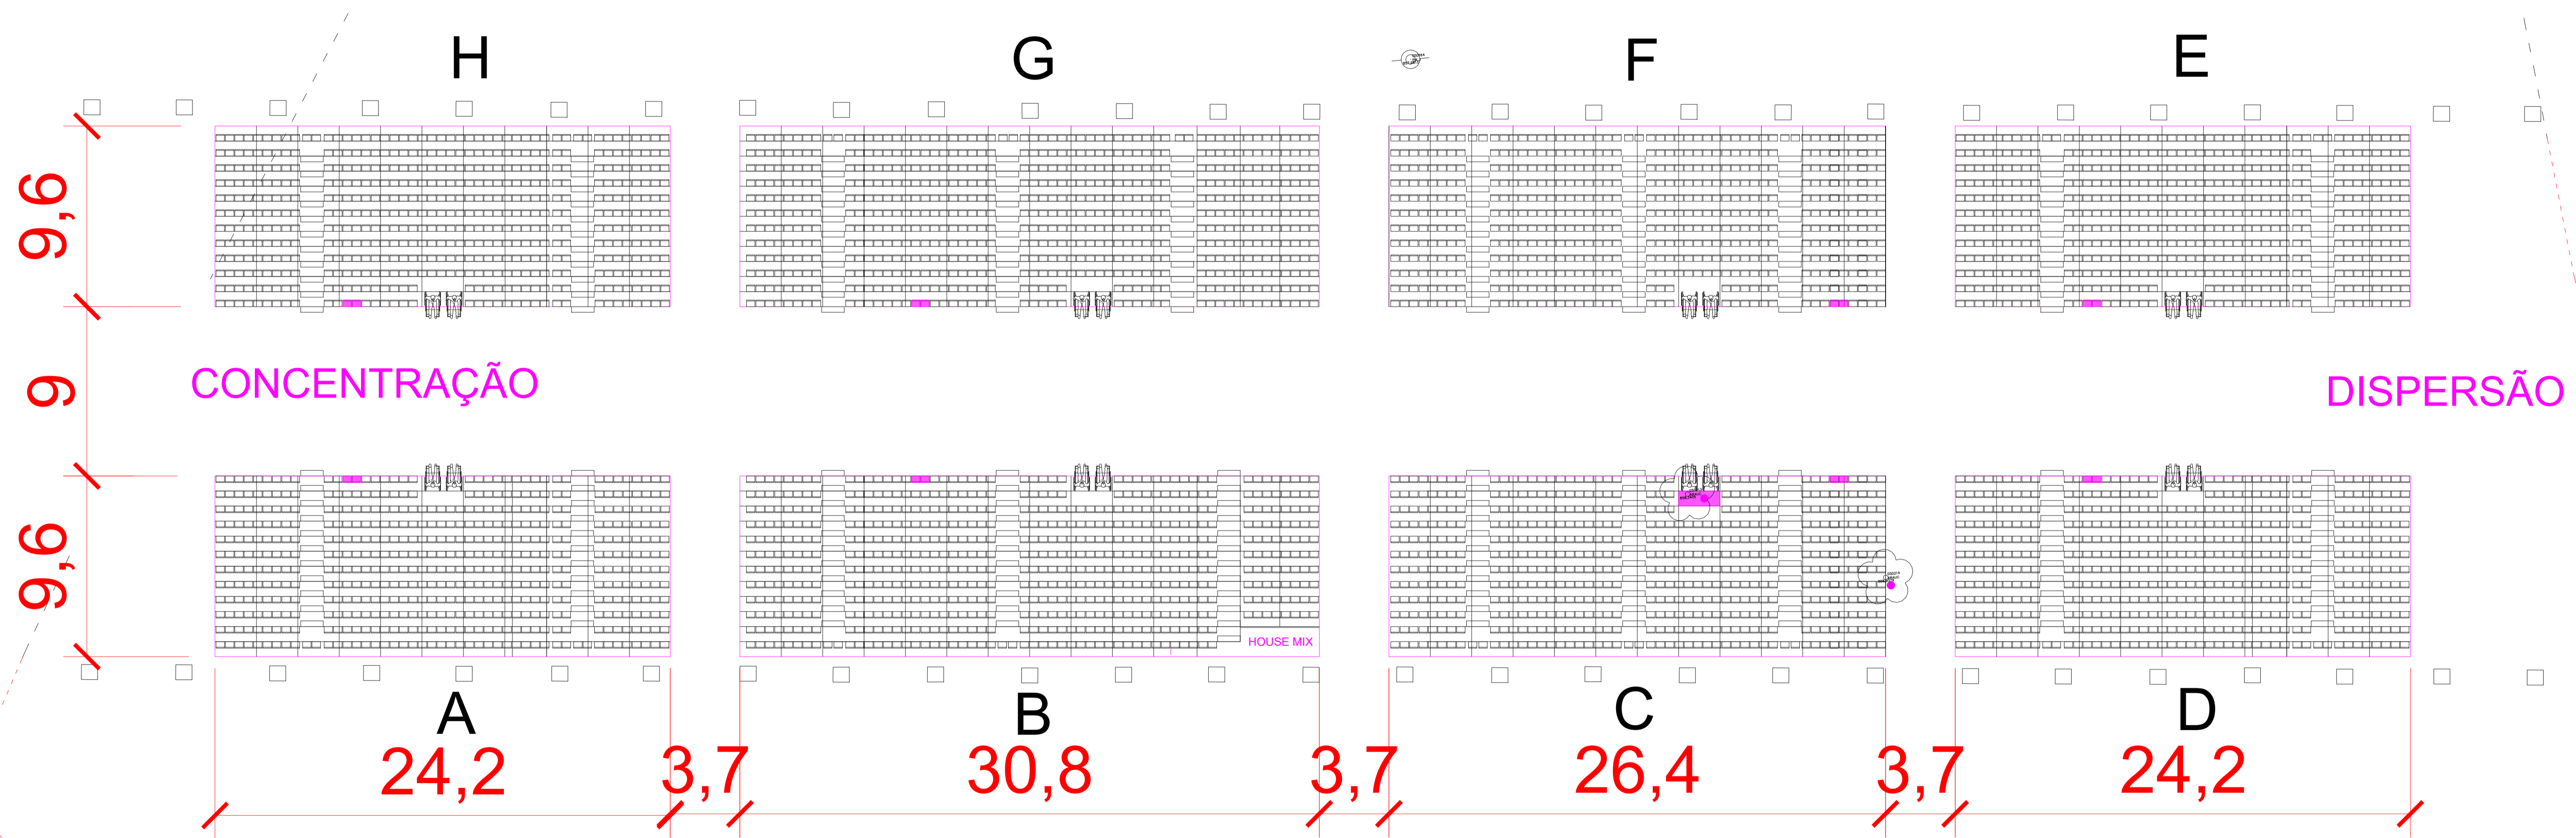 H
G
F
E
9,6
CONCENTRAÇÃO
9
DISPERSÃO
9,6
HOUSE MIX
A
B
C
D
24,2
3,7
30,8
3,7
26,4
3,7
24,2